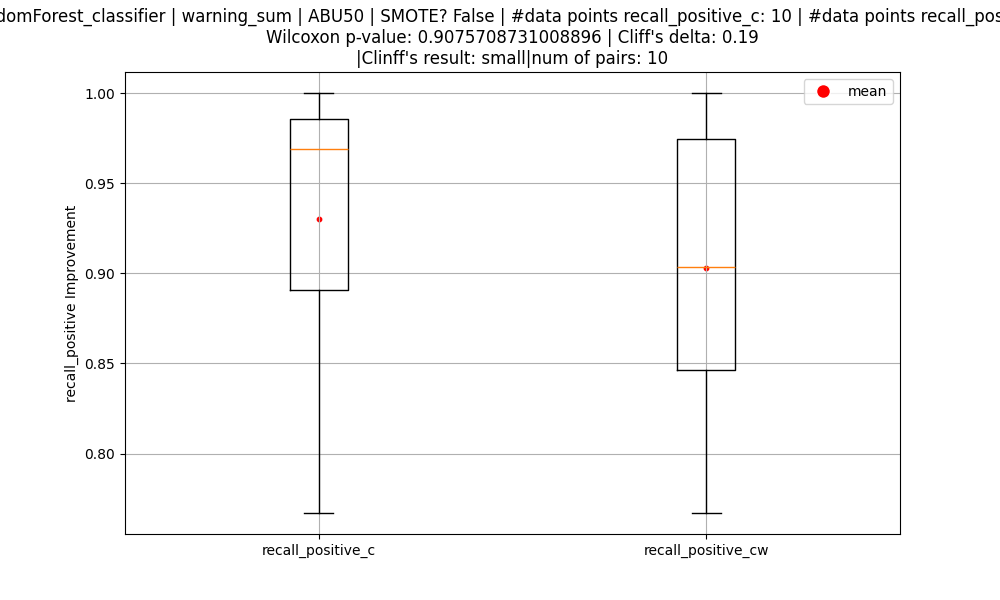 domForest_classifier | warning_sum | ABU50 | SMOTE? False | #data points recall_positive_c: 10 | #data points recall_pos
Wilcoxon p-value: 0.9075708731008896 | Cliff's delta: 0.19
|Clinff's result: small|num of pairs: 10
mean
1.00
0.95
0.90
0.85
0.80
recall_positive Improvement
recall_positive_c
recall_positive_cw